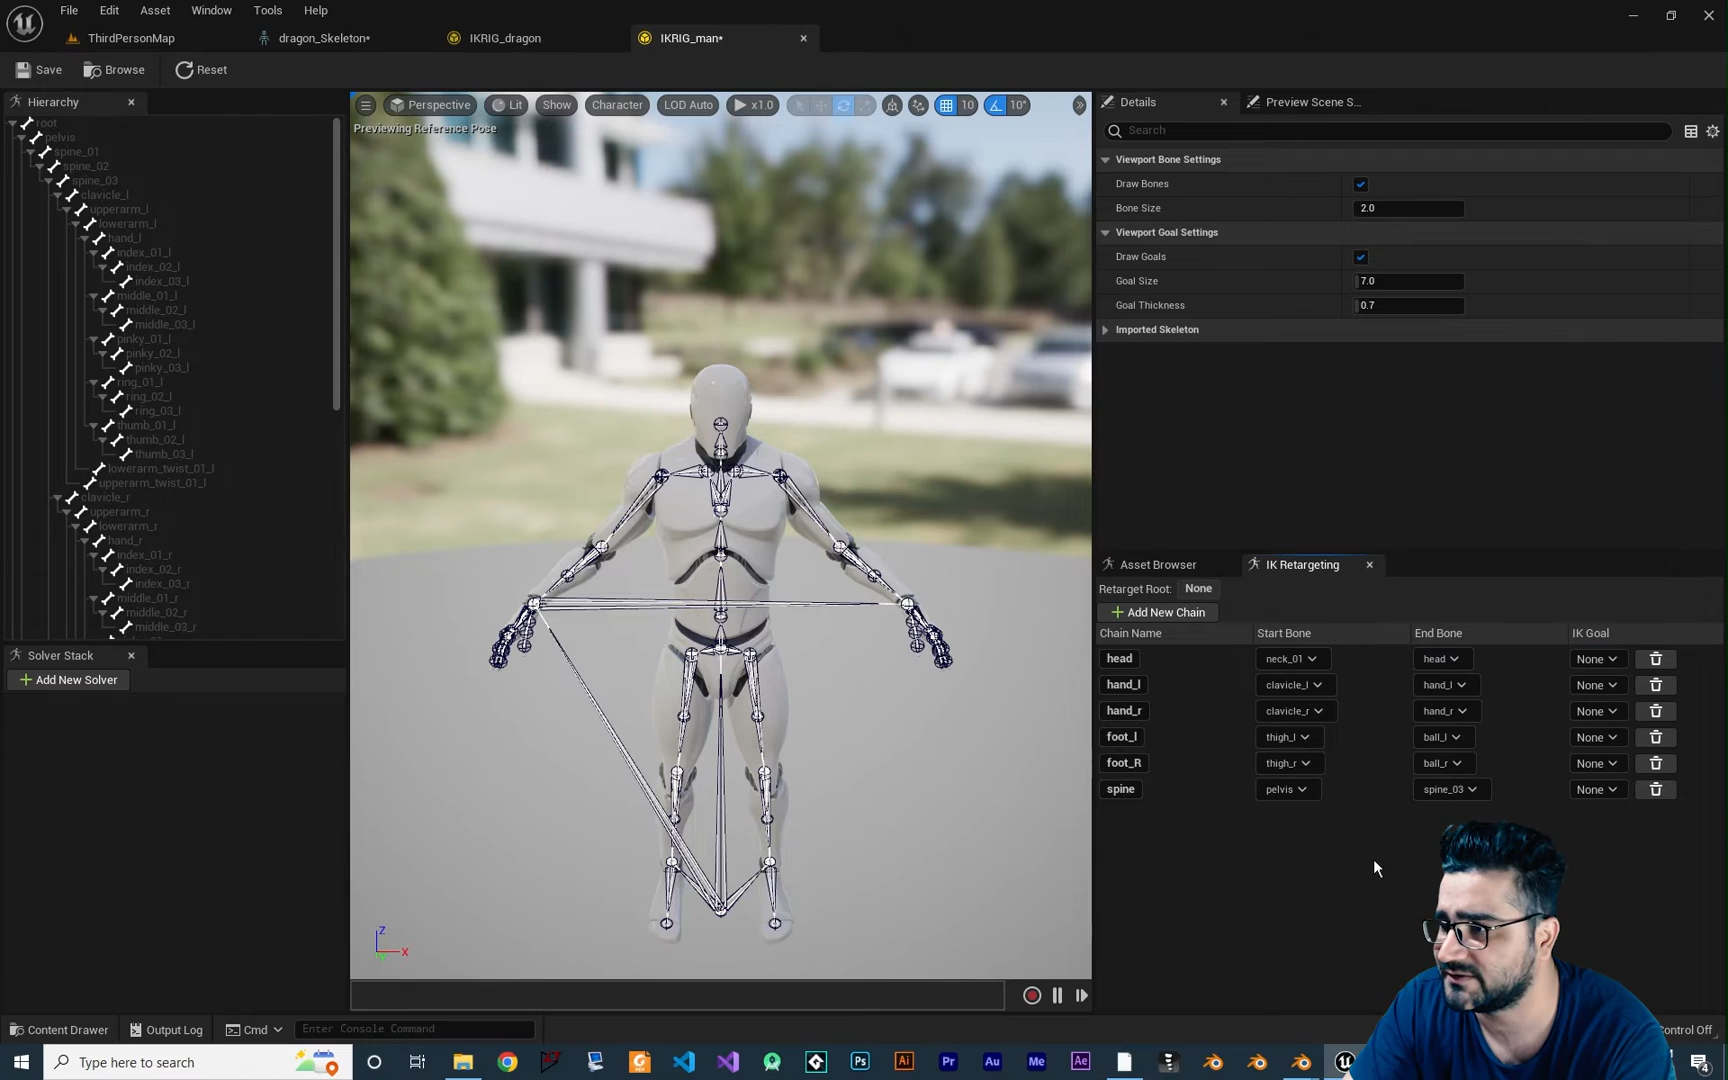 File Edit Asset Window Tools Help
ThirdPersonMap dragon_Skeleton* IKRIG_dragon IKRIG_man*
Save Browse Reset
Hierarchy
root
pelvis
spine_01
spine_02
spine_03
clavicle_l
upperarm_l
lowerarm_l
hand_l
index_01_l
index_02_l
index_03_l
middle_01_l
middle_02_l
middle_03_l
pinky_01_l
pinky_02_l
pinky_03_l
ring_01_l
ring_02_l
ring_03_l
thumb_01_l
thumb_02_l
thumb_03_l
lowerarm_twist_01_l
upperarm_twist_01_l
clavicle_r
upperarm_r
lowerarm_r
hand_r
index_01_r
index_02_r
index_03_r
middle_01_r
middle_02_r
middle_03_r
Solver Stack
Add New Solver
Perspective Lit Show Character LOD Auto x1.0 10 10°
Previewing Reference Pose
Z
X
Details Preview Scene S...
Search
Viewport Bone Settings
Draw Bones
Bone Size 2.0
Viewport Goal Settings
Draw Goals
Goal Size 7.0
Goal Thickness 0.7
Imported Skeleton
Asset Browser IK Retargeting
Retarget Root: None
Add New Chain
Chain Name Start Bone End Bone IK Goal
head neck_01 head None
hand_l clavicle_l hand_l None
hand_r clavicle_r hand_r None
foot_l thigh_l ball_l None
foot_R thigh_r ball_r None
spine pelvis spine_03 None
Content Drawer Output Log Cmd Enter Console Command
Control Off
Type here to search
Ps Ai Pr Au Me Ae
4